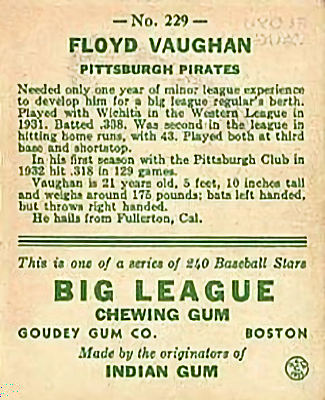 — No. 229 —
FLOYD VAUGHAN
PITTSBURGH PIRATES
Needed only one year of minor league experience
to develop him for a big league regular's berth.
Played with Wichita in the Western League in
1931. Batted .338. Was second in the league in
hitting home runs, with 43. Played both at third
base and shortstop.
In his first season with the Pittsburgh Club in
1932 hit .318 in 129 games.
Vaughan is 21 years old, 5 feet, 10 inches tall
and weighs around 175 pounds; bats left handed,
but throws right handed.
He hails from Fullerton, Cal.
This is one of a series of 240 Baseball Stars
BIG LEAGUE
CHEWING GUM
GOUDEY GUM CO. BOSTON
Made by the originators of
INDIAN GUM